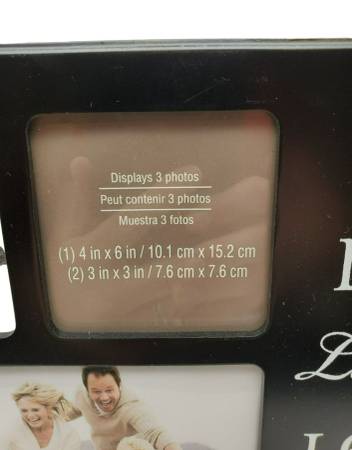 Displays 3 photos
Peut contenir 3 photos
Muestra 3 fotos
(1) 4 in x 6 in / 10.1 cm x 15.2 cm
(2) 3 in x 3 in / 7.6 cm x 7.6 cm